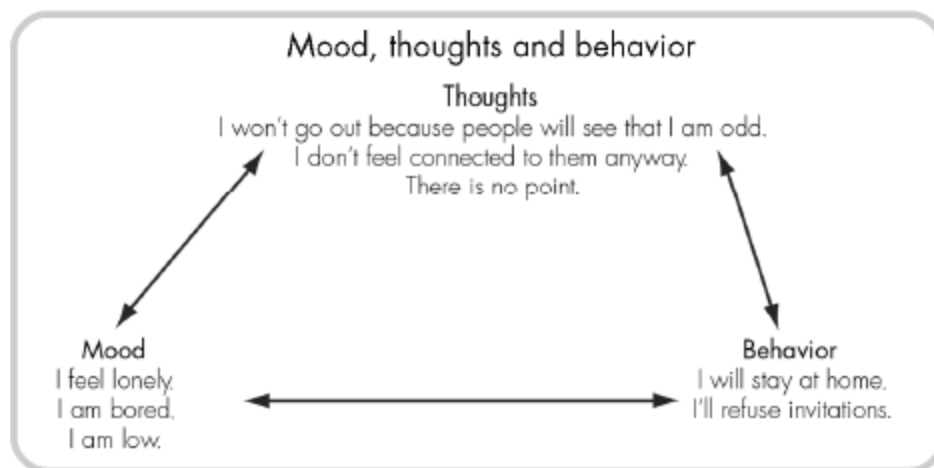 Mood, thoughts and behavior
Thoughts
I won't go out because people will see that I am odd.
I don't feel connected to them anyway.
There is no point.
Mood
I feel lonely.
I am bored.
I am low.
Behavior
I will stay at home.
I'll refuse invitations.